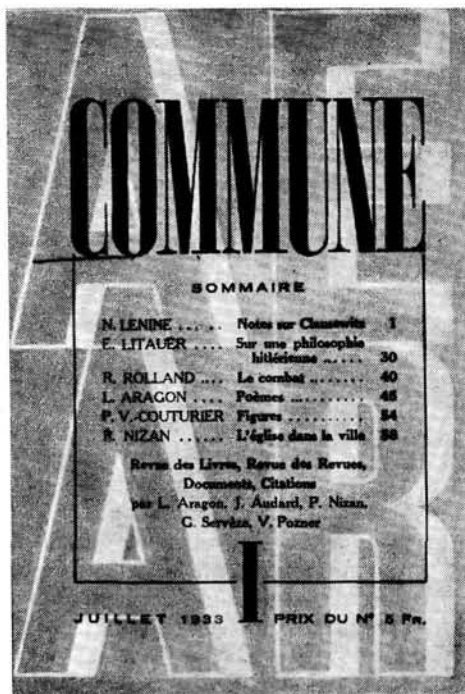 AEAR
COMMUNE
SOMMAIRE
N. LENINE ...... Notes sur Clausewitz 1
E. LITAUER .... Sur une philosophie
hitlérienne ...... 30
R. ROLLAND .... Le combat ........ 40
L. ARAGON .... Poèmes ........... 45
P. V.-COUTURIER Figures .......... 54
NIZAN ...... L'église dans la ville 58
Revue des Livres, Revue des Revues,
Documents, Citations
par L. Aragon, J. Audard, P. Nizan,
G. Servèze, V. Pozner
I
JUILLET 1933 PRIX DU Nº 5 Fr.